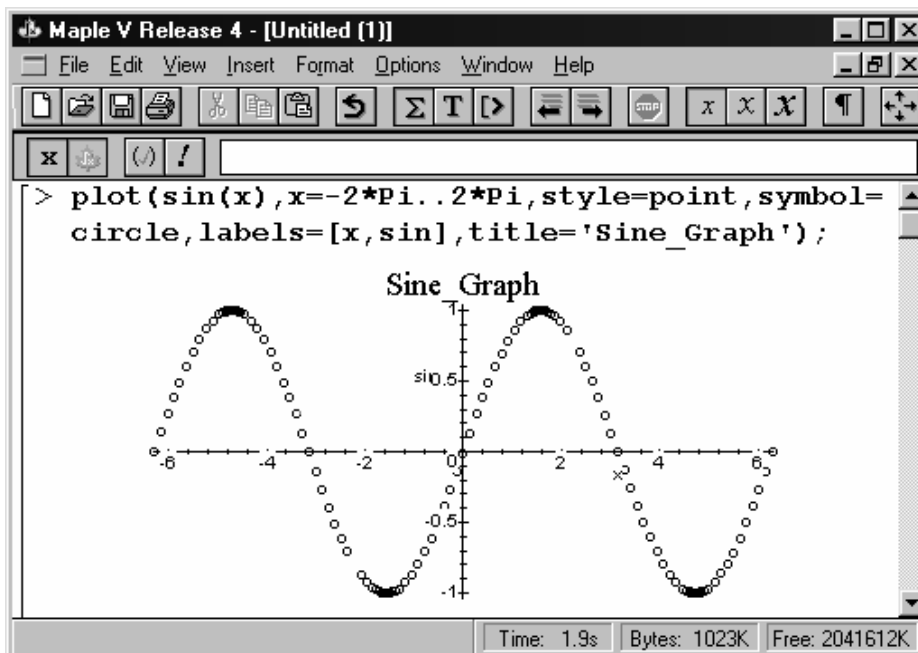 Maple V Release 4 - [Untitled (1)]
File Edit View Insert Format Options Window Help
Σ T [> STOP x x x ¶
x (√) !
[> plot(sin(x),x=-2*Pi..2*Pi,style=point,symbol=
circle,labels=[x,sin],title='Sine_Graph');
Sine_Graph
1
sin 0.5
-6 -4 -2 0 2 4 6
x
-0.5
-1
Time: 1.9s Bytes: 1023K Free: 2041612K